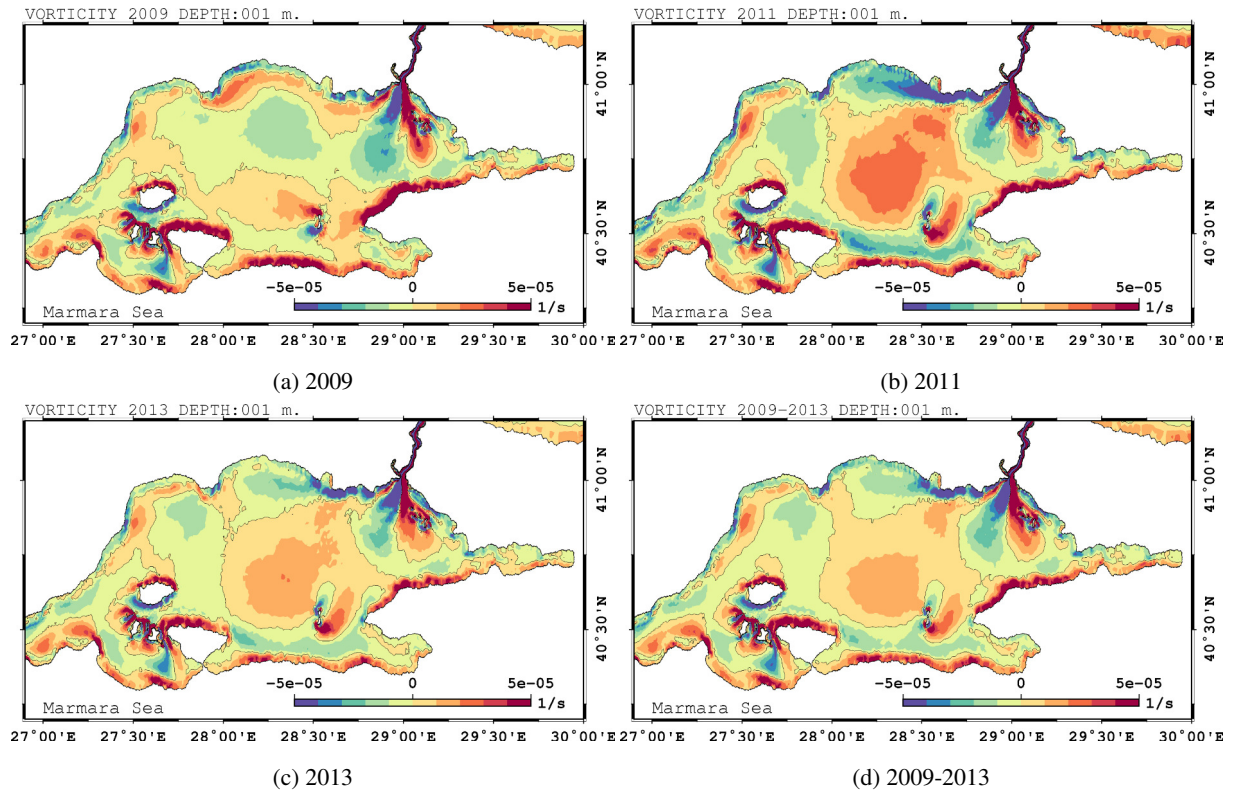 VORTICITY 2009 DEPTH:001 m.
41°00'N
40°30'N
-5e-05 0 5e-05
1/s
Marmara Sea
27°00'E 27°30'E 28°00'E 28°30'E 29°00'E 29°30'E 30°00'E
(a) 2009
VORTICITY 2011 DEPTH:001 m.
41°00'N
40°30'N
-5e-05 0 5e-05
1/s
Marmara Sea
27°00'E 27°30'E 28°00'E 28°30'E 29°00'E 29°30'E 30°00'E
(b) 2011
VORTICITY 2013 DEPTH:001 m.
41°00'N
40°30'N
-5e-05 0 5e-05
1/s
Marmara Sea
27°00'E 27°30'E 28°00'E 28°30'E 29°00'E 29°30'E 30°00'E
(c) 2013
VORTICITY 2009-2013 DEPTH:001 m.
41°00'N
40°30'N
-5e-05 0 5e-05
1/s
Marmara Sea
27°00'E 27°30'E 28°00'E 28°30'E 29°00'E 29°30'E 30°00'E
(d) 2009-2013